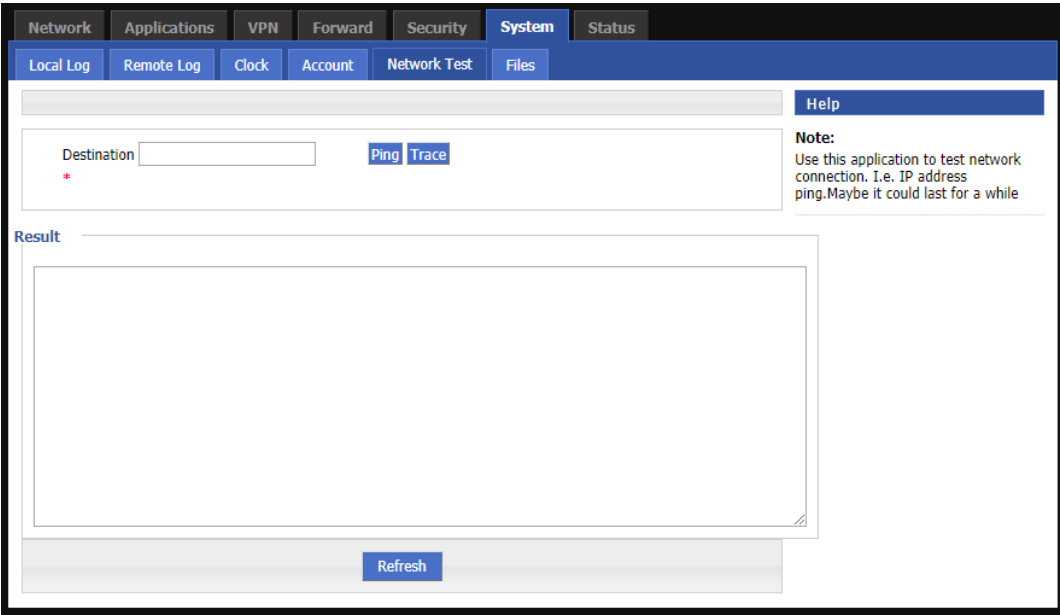 Network Applications VPN Forward Security System Status
Local Log Remote Log Clock Account Network Test Files
Help
Destination Ping Trace
*
Note:
Use this application to test network
connection. I.e. IP address
ping.Maybe it could last for a while
Result
Refresh